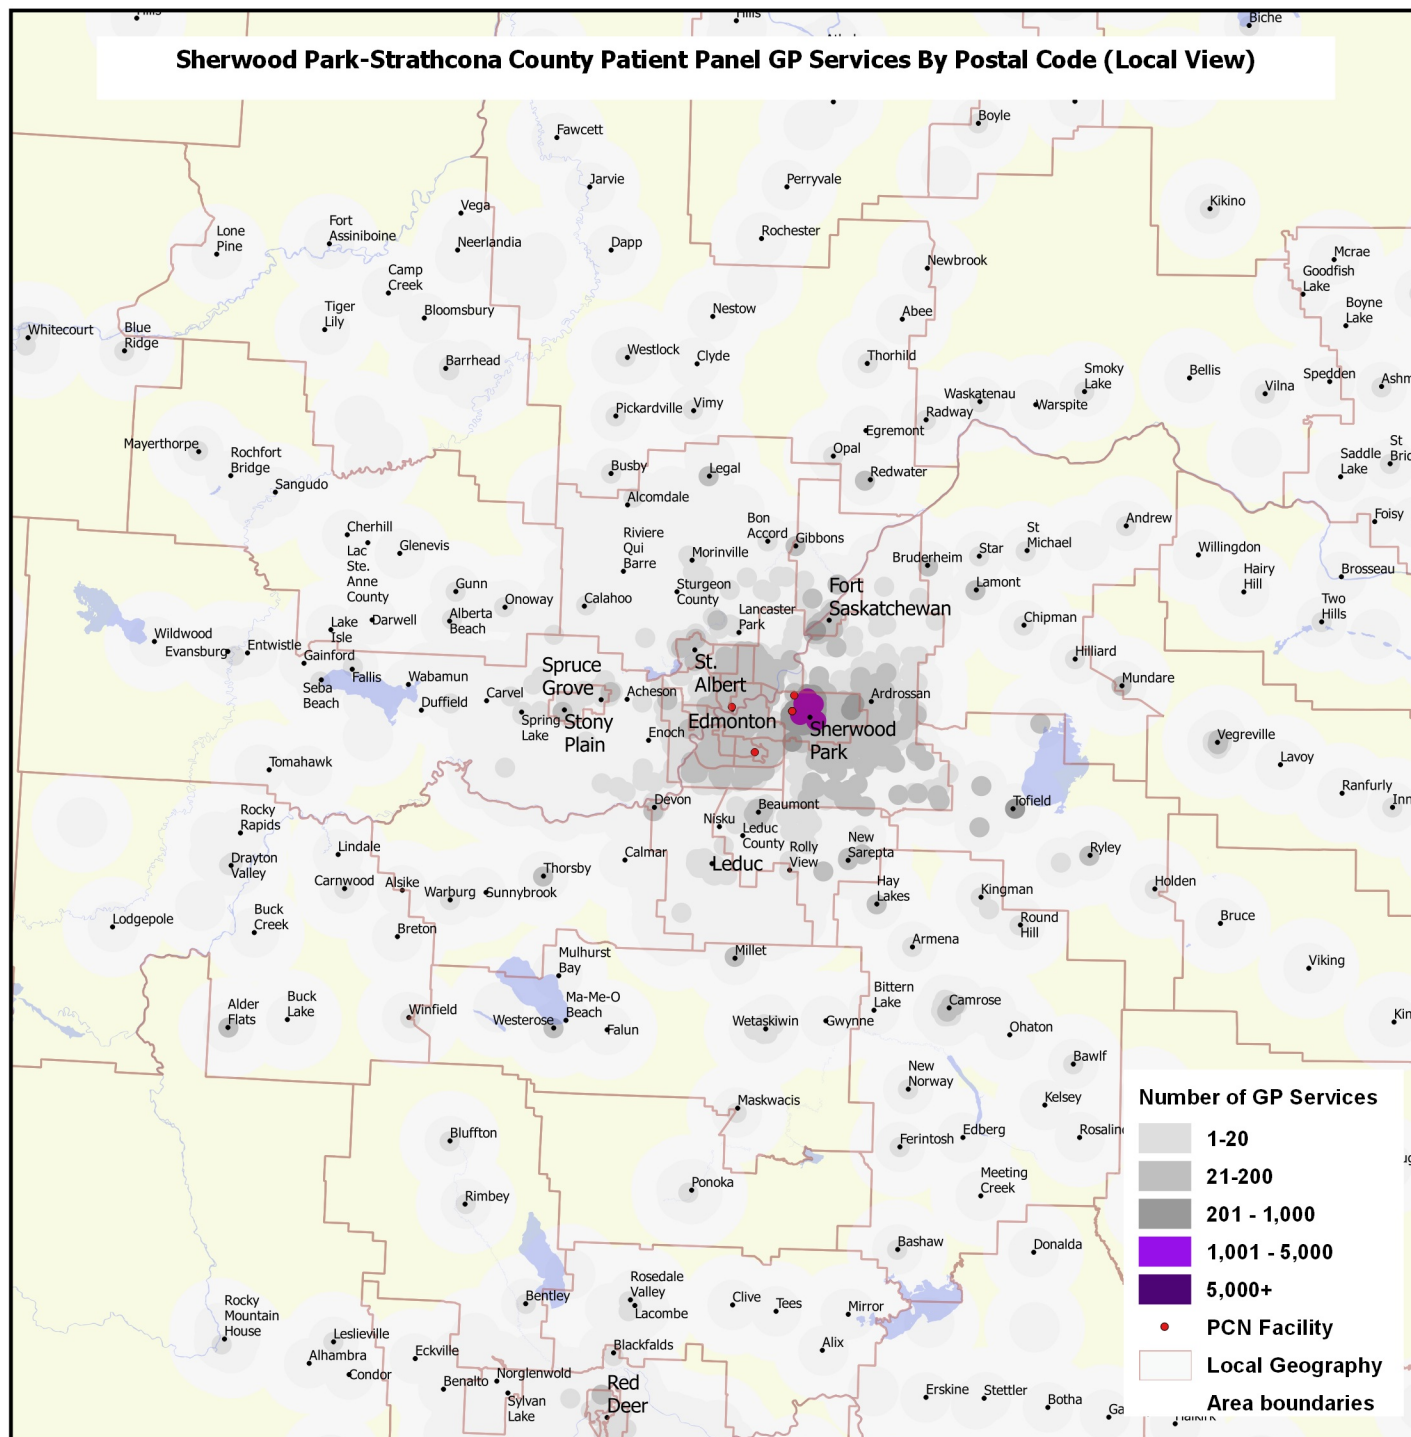 Hills
Hills
Biche
Sherwood Park-Strathcona County Patient Panel GP Services By Postal Code (Local View)
Boyle
Fawcett
Jarvie
Perryvale
Kikino
Vega
Lone
Pine
Fort
Assiniboine
Neerlandia
Dapp
Rochester
Newbrook
Mcrae
Goodfish
Lake
Camp
Creek
Tiger
Lily
Bloomsbury
Nestow
Abee
Boyne
Lake
Whitecourt
Blue
Ridge
Barrhead
Westlock
Clyde
Thorhild
Smoky
Lake
Bellis
Spedden
Vilna
Ashm
Waskatenau
Warspite
Pickardville
Vimy
Radway
Egremont
Mayerthorpe
Rochfort
Bridge
Sangudo
Busby
Legal
Opal
Redwater
Saddle
Lake
St
Bric
Alcomdale
Foisy
Cherhill
Lac
Ste.
Anne
County
Glenevis
Riviere
Qui
Barre
Bon
Accord
Gibbons
Morinville
Bruderheim
Star
St
Michael
Andrew
Willingdon
Hairy
Hill
Brosseau
Gunn
Onoway
Calahoo
Sturgeon
County
Fort
Saskatchewan
Lamont
Two
Hills
Darwell
Alberta
Beach
Lancaster
Park
Chipman
Wildwood
Evansburg
Entwistle
Lake
Isle
Gainford
Fallis
Seba
Beach
Wabamun
Duffield
Carvel
Spruce
Grove
Stony
Plain
Spring
Lake
Acheson
Enoch
St.
Albert
Edmonton
Sherwood
Park
Ardrossan
Hilliard
Mundare
Vegreville
Lavoy
Ranfurly
Inn
Tomahawk
Rocky
Rapids
Devon
Beaumont
Nisku
Leduc
County
Leduc
Rolly
View
New
Sarepta
Tofield
Ryley
Holden
Drayton
Valley
Lindale
Carnwood
Alsike
Warburg
Sunnybrook
Thorsby
Calmar
Hay
Lakes
Kingman
Round
Hill
Bruce
Lodgepole
Buck
Creek
Breton
Armena
Viking
Mulhurst
Bay
Millet
Bittern
Lake
Camrose
Alder
Flats
Buck
Lake
Winfield
Westerose
Ma-Me-O
Beach
Falun
Wetaskiwin
Gwynne
Ohaton
Kin
Bawlf
New
Norway
Kelsey
Maskwacis
Bluffton
Ferintosh
Edberg
Rosalind
Rimbey
Ponoka
Meeting
Creek
Bashaw
Donalda
Rocky
Mountain
House
Bentley
Rosedale
Valley
Lacombe
Clive
Tees
Mirror
Leslieville
Alhambra
Condor
Eckville
Benalto
Norglenwold
Sylvan
Lake
Blackfalds
Alix
Red
Deer
Erskine
Stettler
Botha
Ga
Halkirk
Number of GP Services
1-20
21-200
201 - 1,000
1,001 - 5,000
5,000+
PCN Facility
Local Geography
Area boundaries